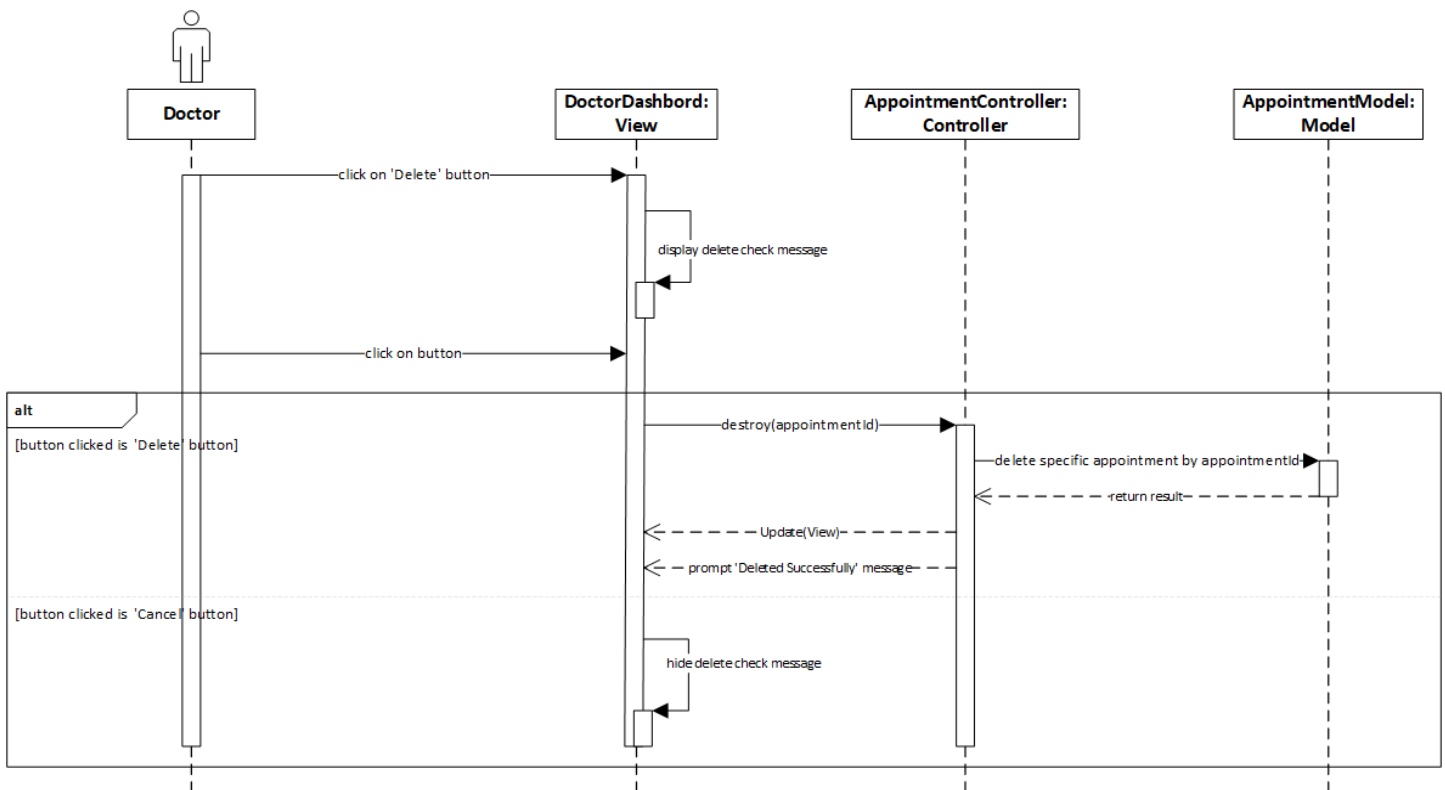 Doctor
DoctorDashbord:
View
AppointmentController:
Controller
AppointmentModel:
Model
click on 'Delete' button
display delete check message
click on button
alt
[button clicked is 'Delete' button]
destroy(appointmentId)
delete specific appointment by appointmentId
return result
Update(View)
prompt 'Deleted Successfully' message
[button clicked is 'Cancel' button]
hide delete check message